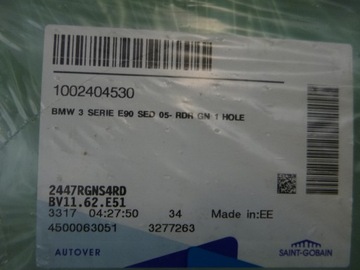 1002404530
BMW 3 SERIE E90 SED 05- RDR GN 1 HOLE
2447RGNS4RD
BV11.62.E51
3317 04:27:50 34 Made in:EE
4500063051 3277263
AUTOVER SAINT-GOBAIN